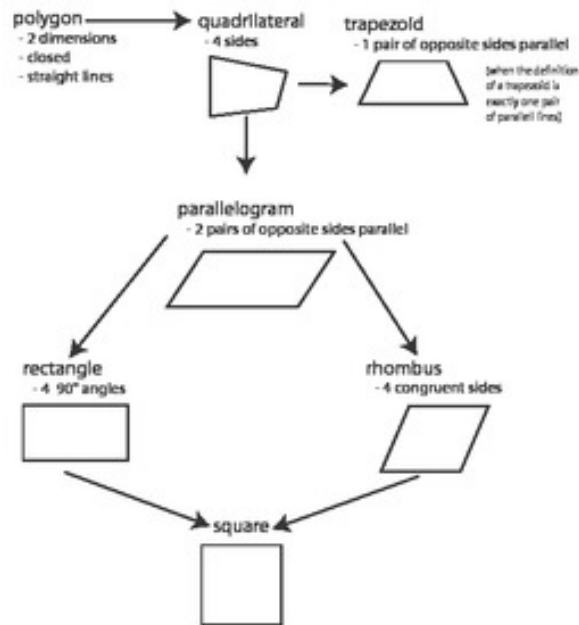 polygon
- 2 dimensions
- closed
- straight lines
quadrilateral
- 4 sides
trapezoid
- 1 pair of opposite sides parallel
(when the definition
of a trapezoid is
exactly one pair
of parallel lines)
parallelogram
- 2 pairs of opposite sides parallel
rectangle
- 4 90° angles
rhombus
- 4 congruent sides
square